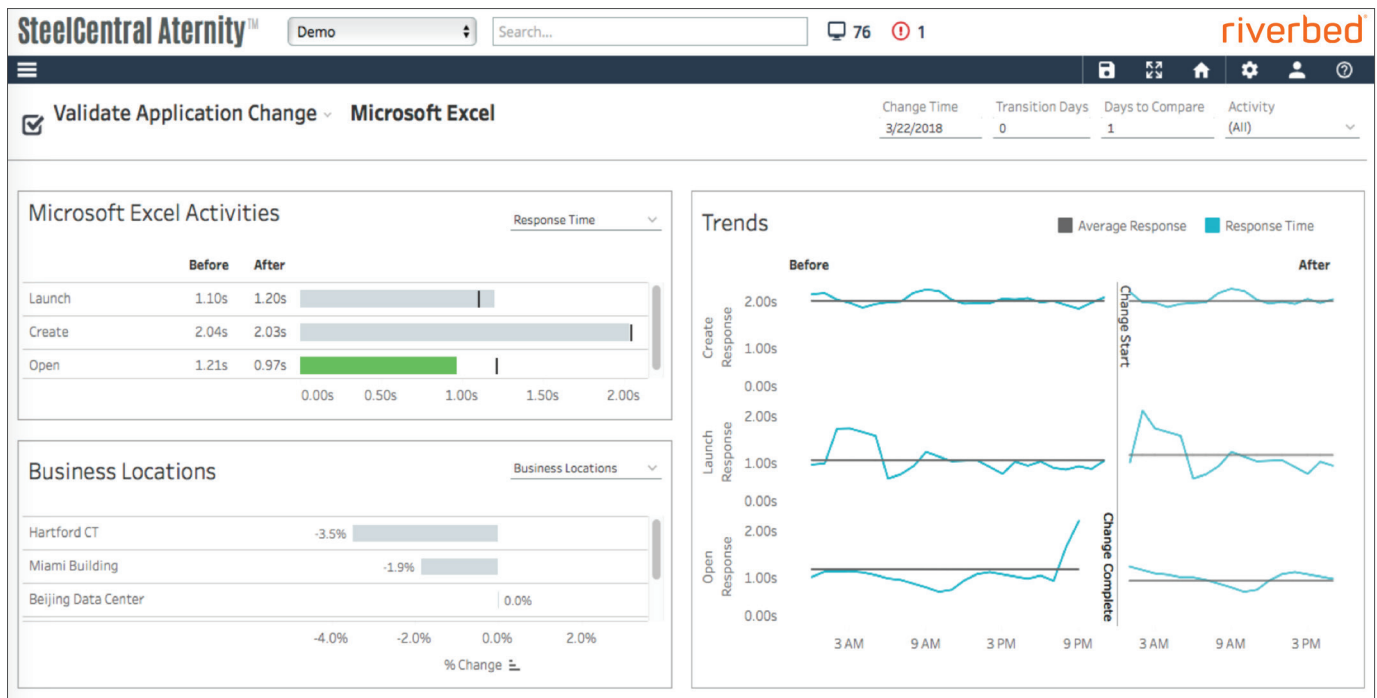 SteelCentral Aternity™ Demo Search... 76 1 riverbed
Validate Application Change Microsoft Excel
Change Time Transition Days Days to Compare Activity
3/22/2018 0 1 (All)
Microsoft Excel Activities Response Time
Before After
Launch 1.10s 1.20s
Create 2.04s 2.03s
Open 1.21s 0.97s
0.00s 0.50s 1.00s 1.50s 2.00s
Business Locations Business Locations
Hartford CT -3.5%
Miami Building -1.9%
Beijing Data Center 0.0%
-4.0% -2.0% 0.0% 2.0%
% Change
Trends Average Response Response Time
Before After
Create Response
2.00s
1.00s
0.00s
Launch Response
2.00s
1.00s
0.00s
Open Response
2.00s
1.00s
0.00s
Change Start
Change Complete
3 AM 9 AM 3 PM 9 PM 3 AM 9 AM 3 PM